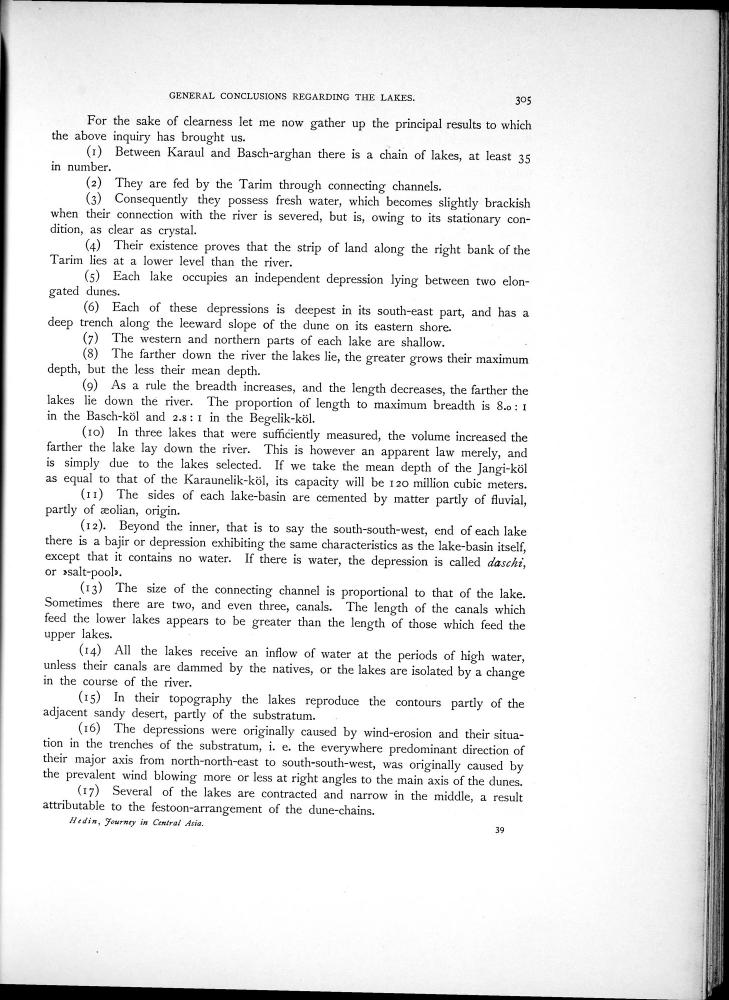 GENERAL CONCLUSIONS REGARDING THE LAKES. 305
For the sake of clearness let me now gather up the principal results to which
the above inquiry has brought us.
(1) Between Karaul and Basch-arghan there is a chain of lakes, at least 35
in number.
(2) They are fed by the Tarim through connecting channels.
(3) Consequently they possess fresh water, which becomes slightly brackish
when their connection with the river is severed, but is, owing to its stationary con-
dition, as clear as crystal.
(4) Their existence proves that the strip of land along the right bank of the
Tarim lies at a lower level than the river.
(5) Each lake occupies an independent depression lying between two elon-
gated dunes.
(6) Each of these depressions is deepest in its south-east part, and has a
deep trench along the leeward slope of the dune on its eastern shore.
(7) The western and northern parts of each lake are shallow.
(8) The farther down the river the lakes lie, the greater grows their maximum
depth, but the less their mean depth.
(9) As a rule the breadth increases, and the length decreases, the farther the
lakes lie down the river. The proportion of length to maximum breadth is 8.0 : 1
in the Basch-köl and 2.8 : 1 in the Begelik-köl.
(10) In three lakes that were sufficiently measured, the volume increased the
farther the lake lay down the river. This is however an apparent law merely, and
is simply due to the lakes selected. If we take the mean depth of the Jangi-köl
as equal to that of the Karaunelik-köl, its capacity will be 120 million cubic meters.
(11) The sides of each lake-basin are cemented by matter partly of fluvial,
partly of æolian, origin.
(12). Beyond the inner, that is to say the south-south-west, end of each lake
there is a bajir or depression exhibiting the same characteristics as the lake-basin itself,
except that it contains no water. If there is water, the depression is called daschi,
or »salt-pool».
(13) The size of the connecting channel is proportional to that of the lake.
Sometimes there are two, and even three, canals. The length of the canals which
feed the lower lakes appears to be greater than the length of those which feed the
upper lakes.
(14) All the lakes receive an inflow of water at the periods of high water,
unless their canals are dammed by the natives, or the lakes are isolated by a change
in the course of the river.
(15) In their topography the lakes reproduce the contours partly of the
adjacent sandy desert, partly of the substratum.
(16) The depressions were originally caused by wind-erosion and their situa-
tion in the trenches of the substratum, i. e. the everywhere predominant direction of
their major axis from north-north-east to south-south-west, was originally caused by
the prevalent wind blowing more or less at right angles to the main axis of the dunes.
(17) Several of the lakes are contracted and narrow in the middle, a result
attributable to the festoon-arrangement of the dune-chains.
Hedin, Journey in Central Asia. 39